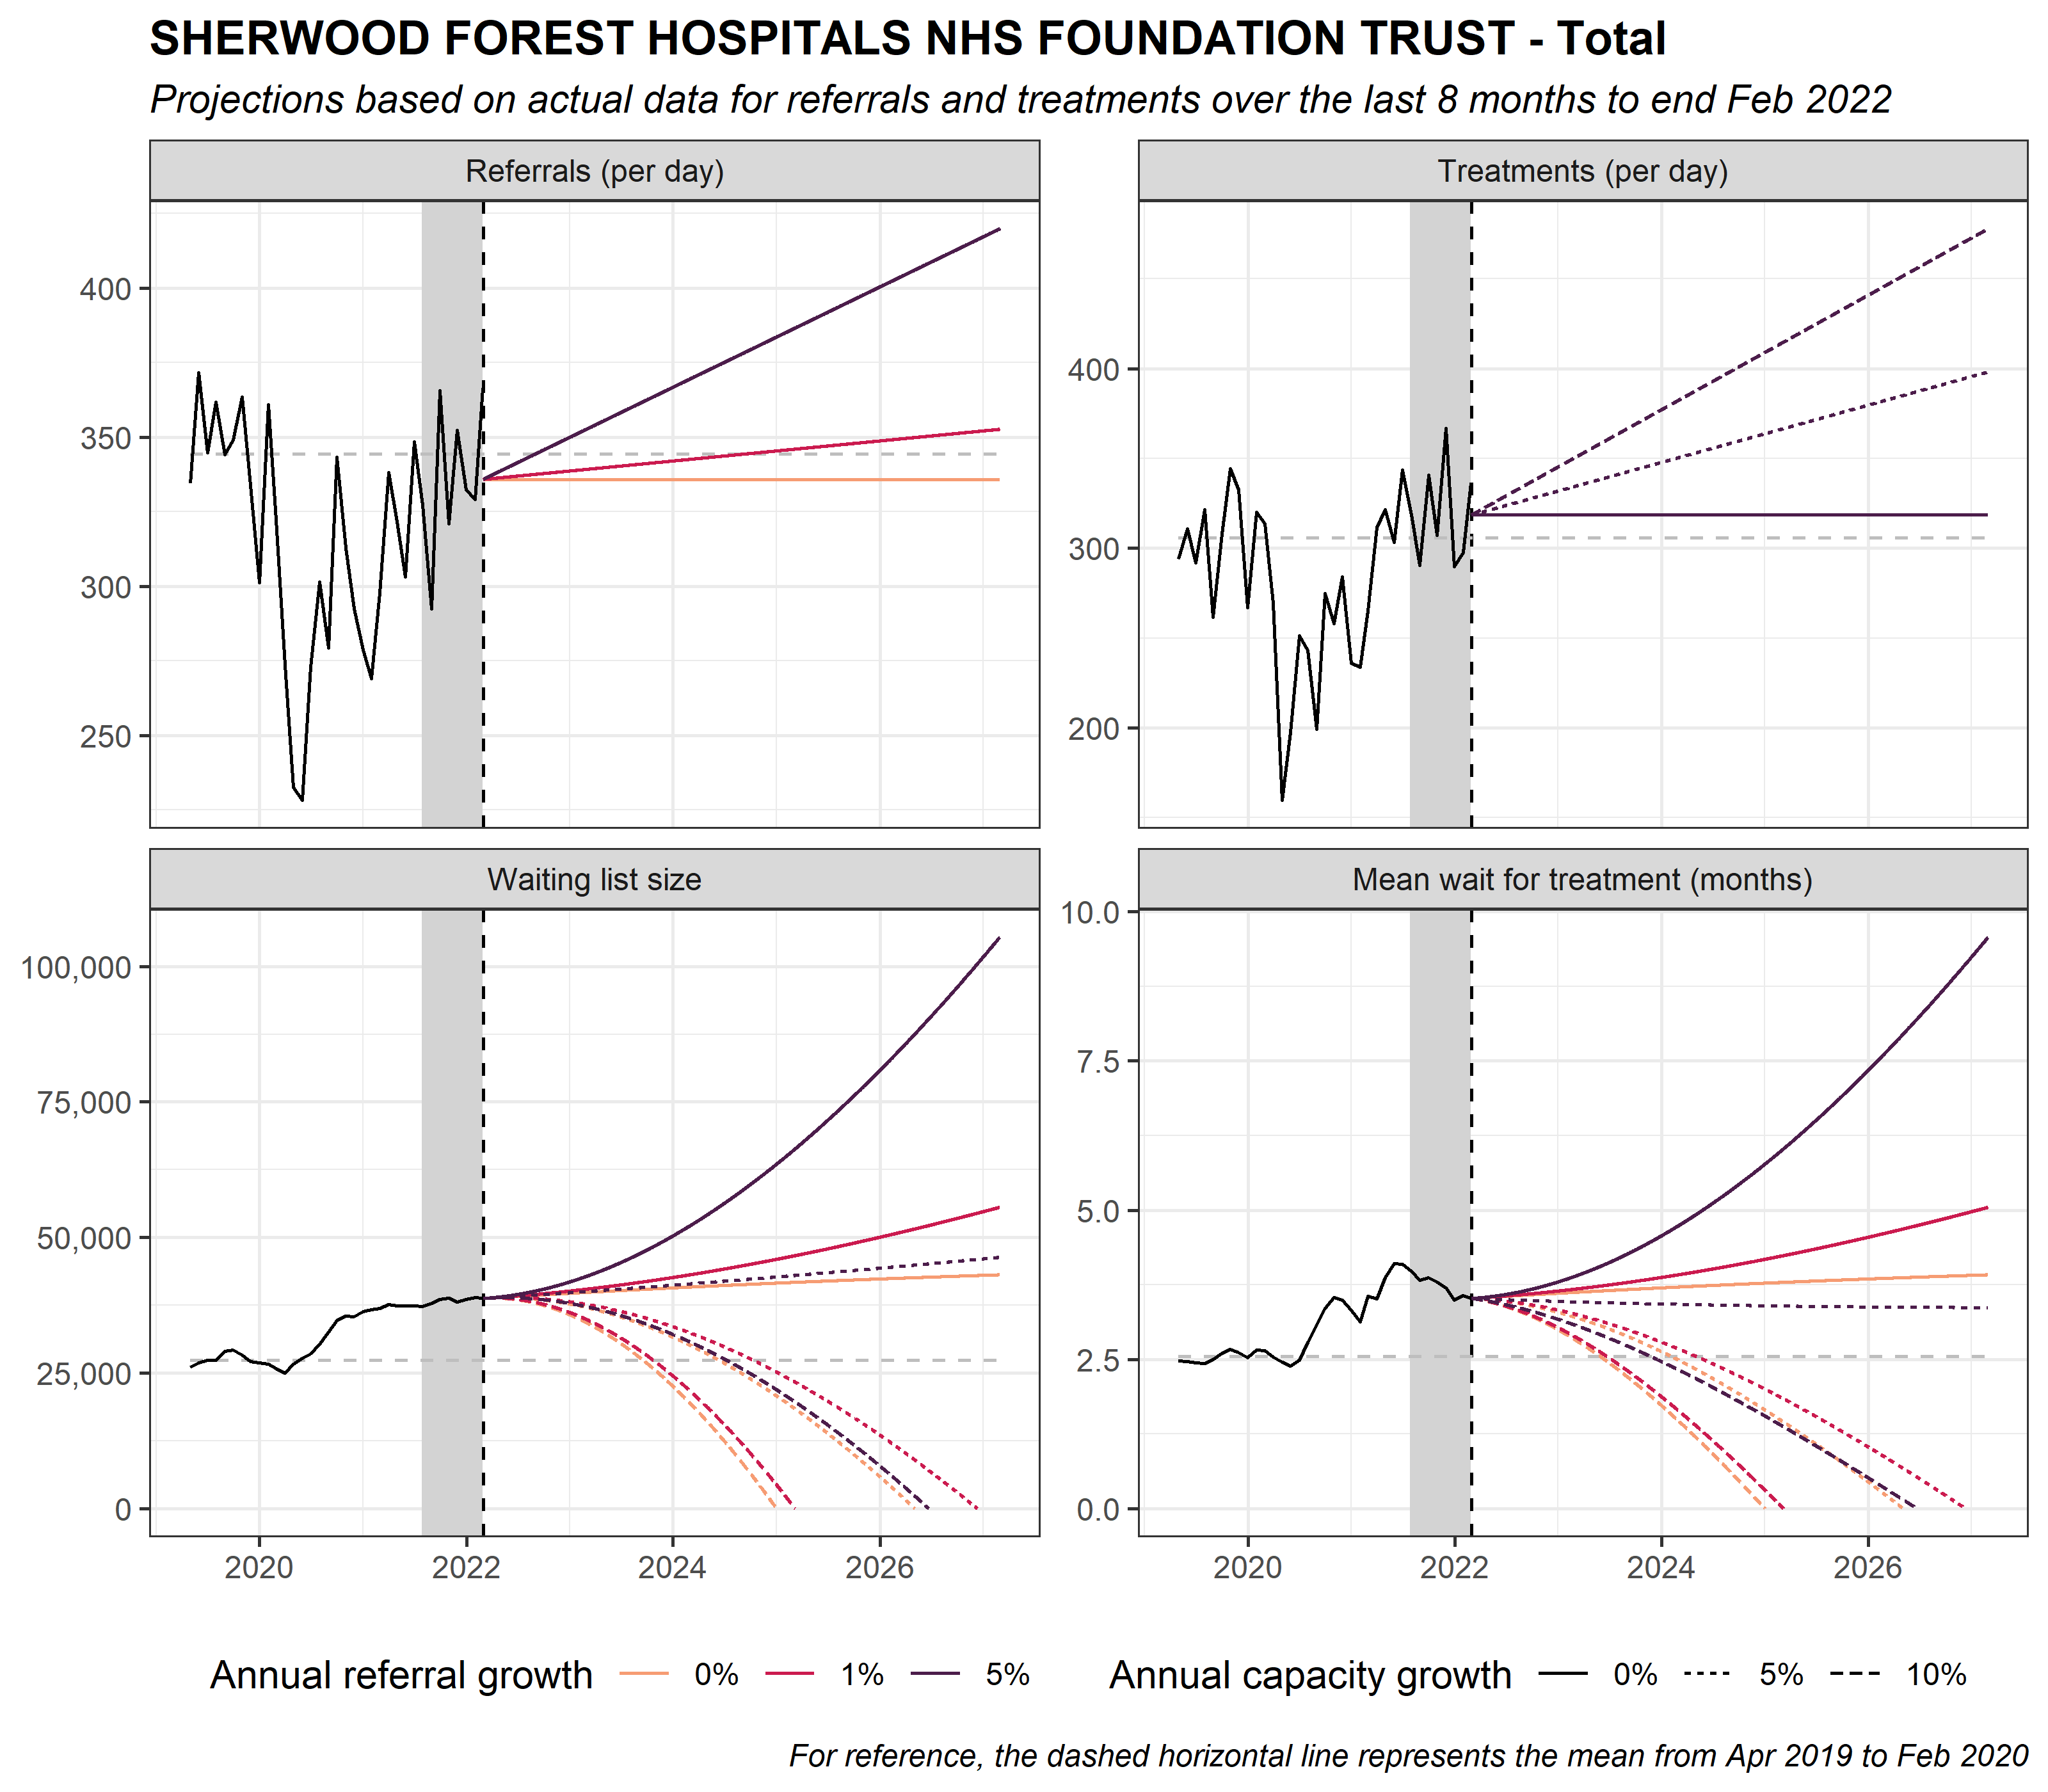 SHERWOOD FOREST HOSPITALS NHS FOUNDATION TRUST - Total
Projections based on actual data for referrals and treatments over the last 8 months to end Feb 2022
Referrals (per day)
400
350
300
250
Treatments (per day)
400
300
200
Waiting list size
100,000
75,000
50,000
25,000
0
2020 2022 2024 2026
Mean wait for treatment (months)
10.0
7.5
5.0
2.5
0.0
2020 2022 2024 2026
Annual referral growth 0% 1% 5%
Annual capacity growth 0% 5% 10%
For reference, the dashed horizontal line represents the mean from Apr 2019 to Feb 2020